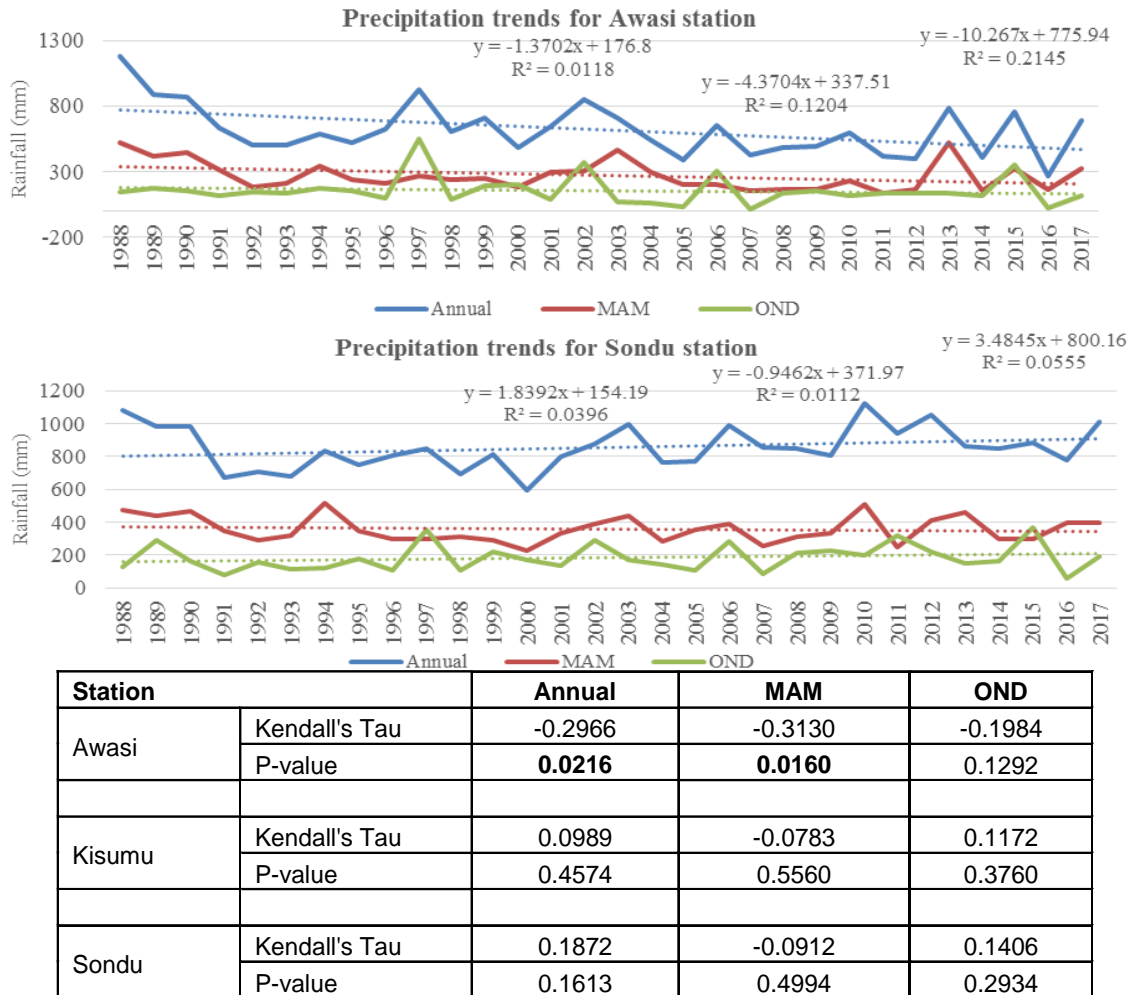 Precipitation trends for Awasi station
y = -1.3702x + 176.8
R² = 0.0118
y = -4.3704x + 337.51
R² = 0.1204
y = -10.267x + 775.94
R² = 0.2145
Rainfall (mm)
1300
800
300
-200
1988 1989 1990 1991 1992 1993 1994 1995 1996 1997 1998 1999 2000 2001 2002 2003 2004 2005 2006 2007 2008 2009 2010 2011 2012 2013 2014 2015 2016 2017
Annual MAM OND
Precipitation trends for Sondu station
y = 1.8392x + 154.19
R² = 0.0396
y = -0.9462x + 371.97
R² = 0.0112
y = 3.4845x + 800.16
R² = 0.0555
Rainfall (mm)
1200
1000
800
600
400
200
0
1988 1989 1990 1991 1992 1993 1994 1995 1996 1997 1998 1999 2000 2001 2002 2003 2004 2005 2006 2007 2008 2009 2010 2011 2012 2013 2014 2015 2016 2017
Annual MAM OND
Station Annual MAM OND
Awasi Kendall's Tau -0.2966 -0.3130 -0.1984
P-value 0.0216 0.0160 0.1292
Kisumu Kendall's Tau 0.0989 -0.0783 0.1172
P-value 0.4574 0.5560 0.3760
Sondu Kendall's Tau 0.1872 -0.0912 0.1406
P-value 0.1613 0.4994 0.2934